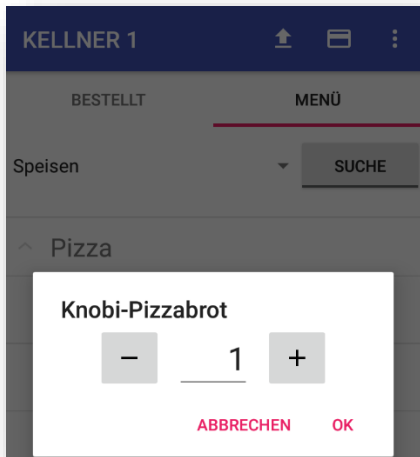 KELLNER 1
BESTELLT MENÜ
Speisen SUCHE
Pizza
Knobi-Pizzabrot
− 1 +
ABBRECHEN OK